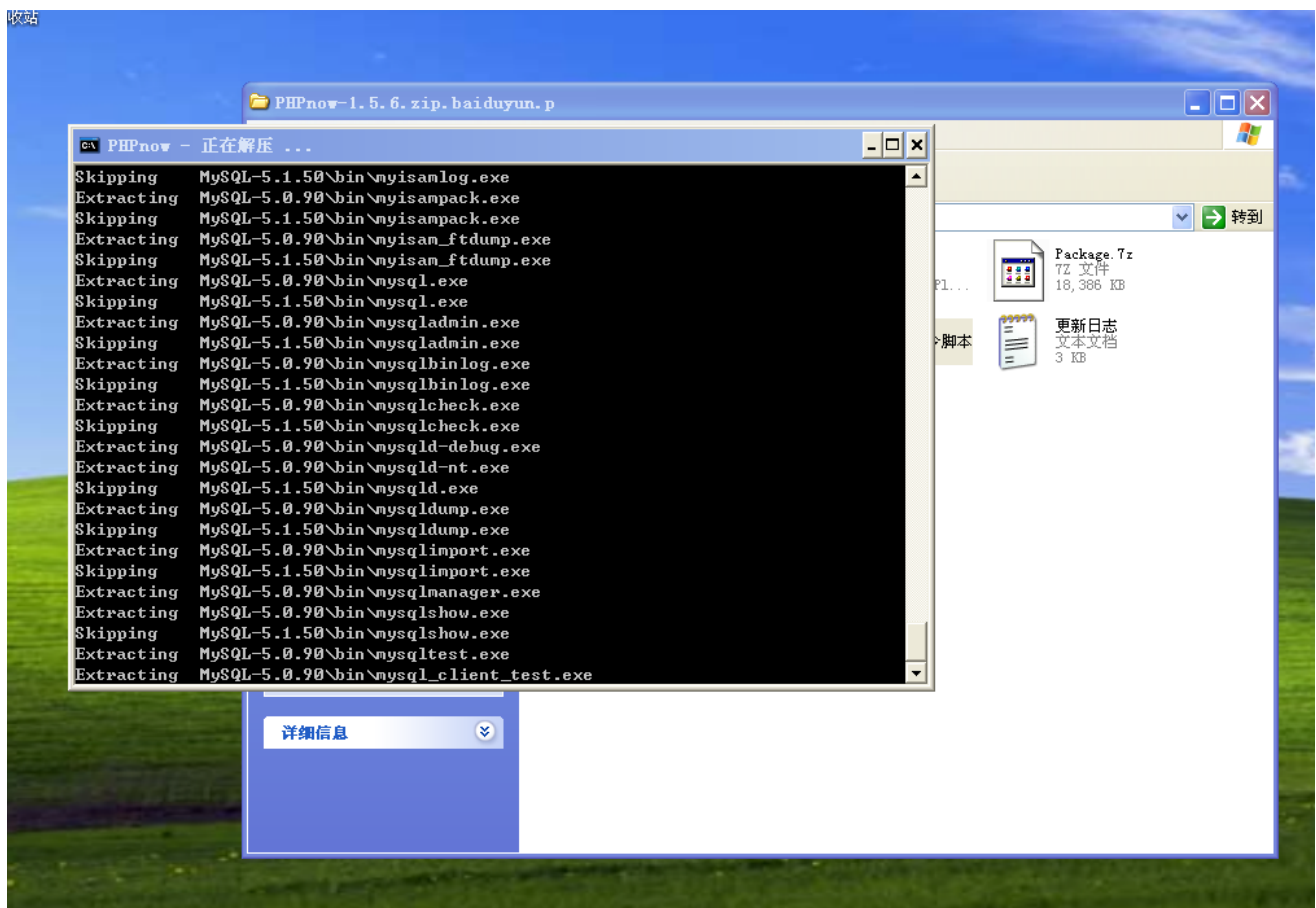 收站
PHPnow-1.5.6.zip.baiduyun.p
PHPnow - 正在解压 ...
Skipping MySQL-5.1.50\bin\myisamlog.exe
Extracting MySQL-5.0.90\bin\myisampack.exe
Skipping MySQL-5.1.50\bin\myisampack.exe
Extracting MySQL-5.0.90\bin\myisam_ftdump.exe
Skipping MySQL-5.1.50\bin\myisam_ftdump.exe
Extracting MySQL-5.0.90\bin\mysql.exe
Skipping MySQL-5.1.50\bin\mysql.exe
Extracting MySQL-5.0.90\bin\mysqladmin.exe
Skipping MySQL-5.1.50\bin\mysqladmin.exe
Extracting MySQL-5.0.90\bin\mysqlbinlog.exe
Skipping MySQL-5.1.50\bin\mysqlbinlog.exe
Extracting MySQL-5.0.90\bin\mysqlcheck.exe
Skipping MySQL-5.1.50\bin\mysqlcheck.exe
Extracting MySQL-5.0.90\bin\mysqld-debug.exe
Extracting MySQL-5.0.90\bin\mysqld-nt.exe
Skipping MySQL-5.1.50\bin\mysqld.exe
Extracting MySQL-5.0.90\bin\mysqldump.exe
Skipping MySQL-5.1.50\bin\mysqldump.exe
Extracting MySQL-5.0.90\bin\mysqlimport.exe
Skipping MySQL-5.1.50\bin\mysqlimport.exe
Extracting MySQL-5.0.90\bin\mysqlmanager.exe
Extracting MySQL-5.0.90\bin\mysqlshow.exe
Skipping MySQL-5.1.50\bin\mysqlshow.exe
Extracting MySQL-5.0.90\bin\mysqltest.exe
Extracting MySQL-5.0.90\bin\mysql_client_test.exe
转到
Package.7z
7Z 文件
Pl... 18,386 KB
更新日志
脚本 文本文档
3 KB
详细信息